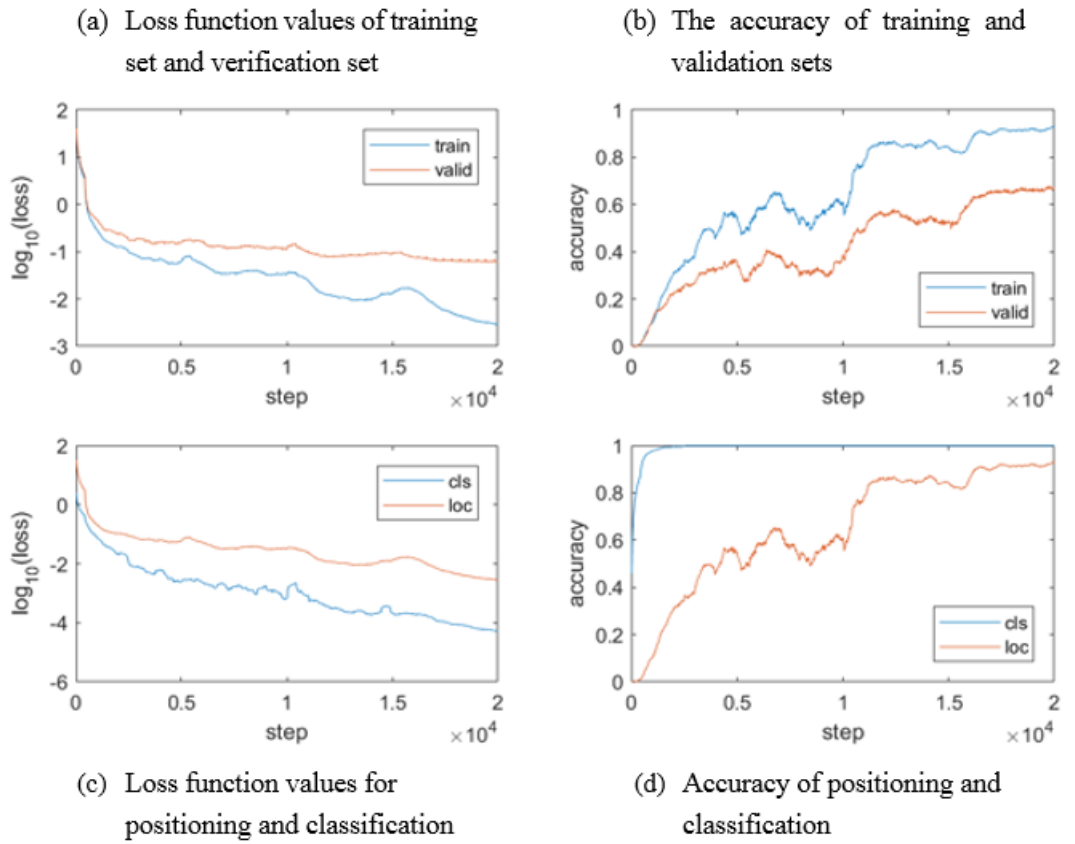 (a) Loss function values of training
set and verification set
(b) The accuracy of training and
validation sets
2
1
0
-1
-2
-3
log10(loss)
train
valid
0
0.5
1
1.5
2
step
×10^4
1
0.8
0.6
0.4
0.2
0
accuracy
train
valid
0
0.5
1
1.5
2
step
×10^4
2
0
-2
-4
-6
log10(loss)
cls
loc
0
0.5
1
1.5
2
step
×10^4
1
0.8
0.6
0.4
0.2
0
accuracy
cls
loc
0
0.5
1
1.5
2
step
×10^4
(c) Loss function values for
positioning and classification
(d) Accuracy of positioning and
classification